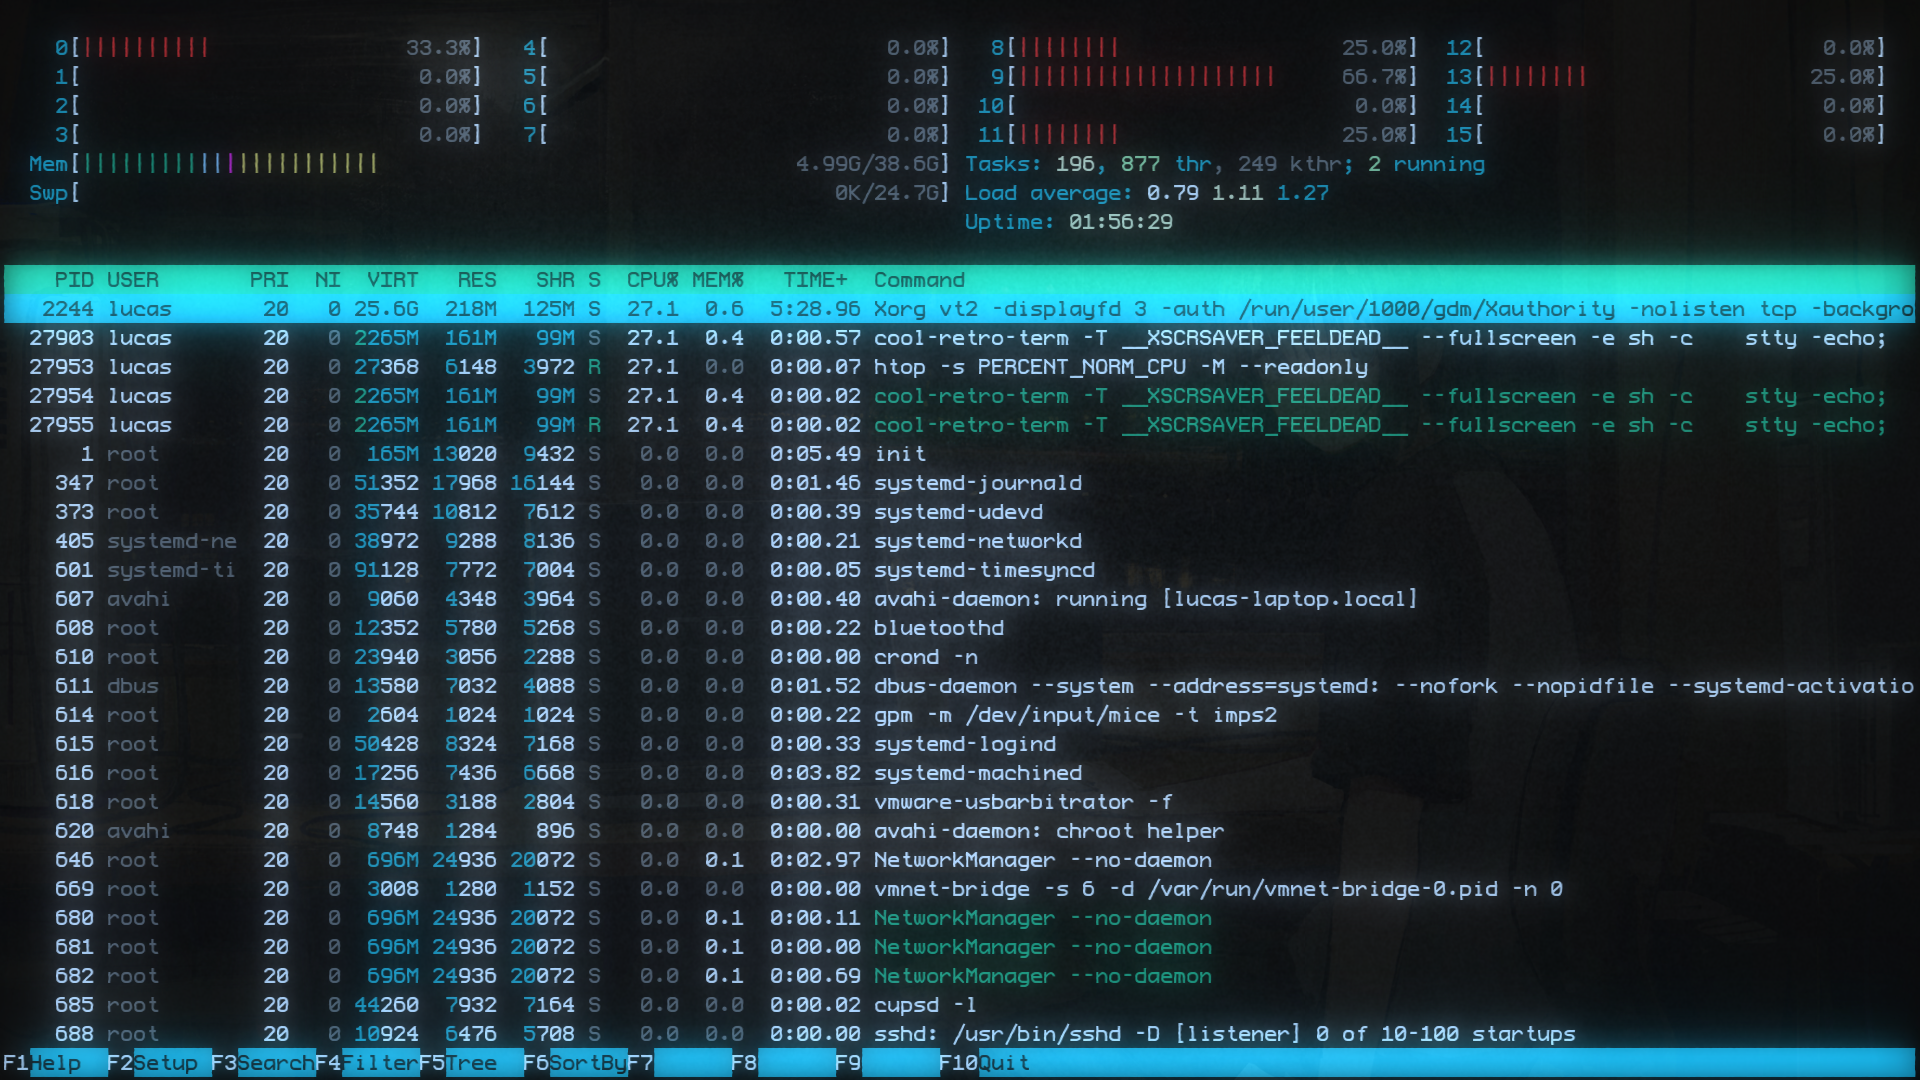 0[|||||||||| 33.3%] 4[ 0.0%] 8[|||||||| 25.0%] 12[ 0.0%]
1[ 0.0%] 5[ 0.0%] 9[|||||||||||||||||||| 66.7%] 13[|||||||| 25.0%]
2[ 0.0%] 6[ 0.0%] 10[ 0.0%] 14[ 0.0%]
3[ 0.0%] 7[ 0.0%] 11[|||||||| 25.0%] 15[ 0.0%]
Mem[||||||||||||||||||||||| 4.99G/38.6G] Tasks: 196, 877 thr, 249 kthr; 2 running
Swp[ 0K/24.7G] Load average: 0.79 1.11 1.27
Uptime: 01:56:29
PID USER PRI NI VIRT RES SHR S CPU% MEM% TIME+ Command
2244 lucas 20 0 25.6G 218M 125M S 27.1 0.6 5:28.96 Xorg vt2 -displayfd 3 -auth /run/user/1000/gdm/Xauthority -nolisten tcp -backgro
27903 lucas 20 0 2265M 161M 99M S 27.1 0.4 0:00.57 cool-retro-term -T __XSCRSAVER_FEELDEAD__ --fullscreen -e sh -c stty -echo;
27953 lucas 20 0 27368 6148 3972 R 27.1 0.0 0:00.07 htop -s PERCENT_NORM_CPU -M --readonly
27954 lucas 20 0 2265M 161M 99M S 27.1 0.4 0:00.02 cool-retro-term -T __XSCRSAVER_FEELDEAD__ --fullscreen -e sh -c stty -echo;
27955 lucas 20 0 2265M 161M 99M R 27.1 0.4 0:00.02 cool-retro-term -T __XSCRSAVER_FEELDEAD__ --fullscreen -e sh -c stty -echo;
1 root 20 0 165M 13020 9432 S 0.0 0.0 0:05.49 init
347 root 20 0 51352 17968 16144 S 0.0 0.0 0:01.46 systemd-journald
373 root 20 0 35744 10812 7612 S 0.0 0.0 0:00.39 systemd-udevd
405 systemd-ne 20 0 38972 9288 8136 S 0.0 0.0 0:00.21 systemd-networkd
601 systemd-ti 20 0 91128 7772 7004 S 0.0 0.0 0:00.05 systemd-timesyncd
607 avahi 20 0 9060 4348 3964 S 0.0 0.0 0:00.40 avahi-daemon: running [lucas-laptop.local]
608 root 20 0 12352 5780 5268 S 0.0 0.0 0:00.22 bluetoothd
610 root 20 0 23940 3056 2288 S 0.0 0.0 0:00.00 crond -n
611 dbus 20 0 13580 7032 4088 S 0.0 0.0 0:01.52 dbus-daemon --system --address=systemd: --nofork --nopidfile --systemd-activatio
614 root 20 0 2604 1024 1024 S 0.0 0.0 0:00.22 gpm -m /dev/input/mice -t imps2
615 root 20 0 50428 8324 7168 S 0.0 0.0 0:00.33 systemd-logind
616 root 20 0 17256 7436 6668 S 0.0 0.0 0:03.82 systemd-machined
618 root 20 0 14560 3188 2804 S 0.0 0.0 0:00.31 vmware-usbarbitrator -f
620 avahi 20 0 8748 1284 896 S 0.0 0.0 0:00.00 avahi-daemon: chroot helper
646 root 20 0 696M 24936 20072 S 0.0 0.1 0:02.97 NetworkManager --no-daemon
669 root 20 0 3008 1280 1152 S 0.0 0.0 0:00.00 vmnet-bridge -s 6 -d /var/run/vmnet-bridge-0.pid -n 0
680 root 20 0 696M 24936 20072 S 0.0 0.1 0:00.11 NetworkManager --no-daemon
681 root 20 0 696M 24936 20072 S 0.0 0.1 0:00.00 NetworkManager --no-daemon
682 root 20 0 696M 24936 20072 S 0.0 0.1 0:00.69 NetworkManager --no-daemon
685 root 20 0 44260 7932 7164 S 0.0 0.0 0:00.02 cupsd -l
688 root 20 0 10924 6476 5708 S 0.0 0.0 0:00.00 sshd: /usr/bin/sshd -D [listener] 0 of 10-100 startups
F1Help F2Setup F3SearchF4FilterF5Tree F6SortByF7 F8 F9 F10Quit